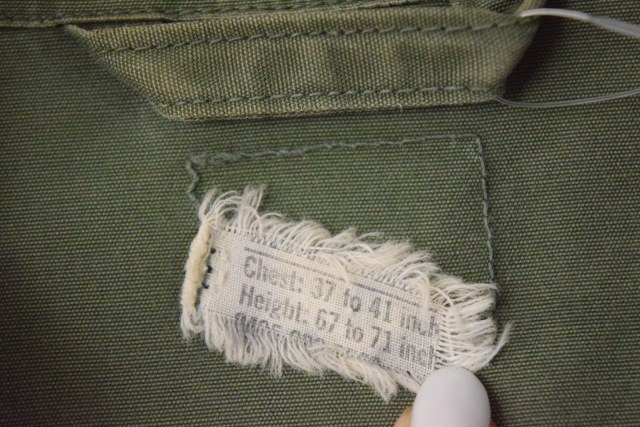 Chest: 37 to 41 inch
Height: 67 to 71 inch